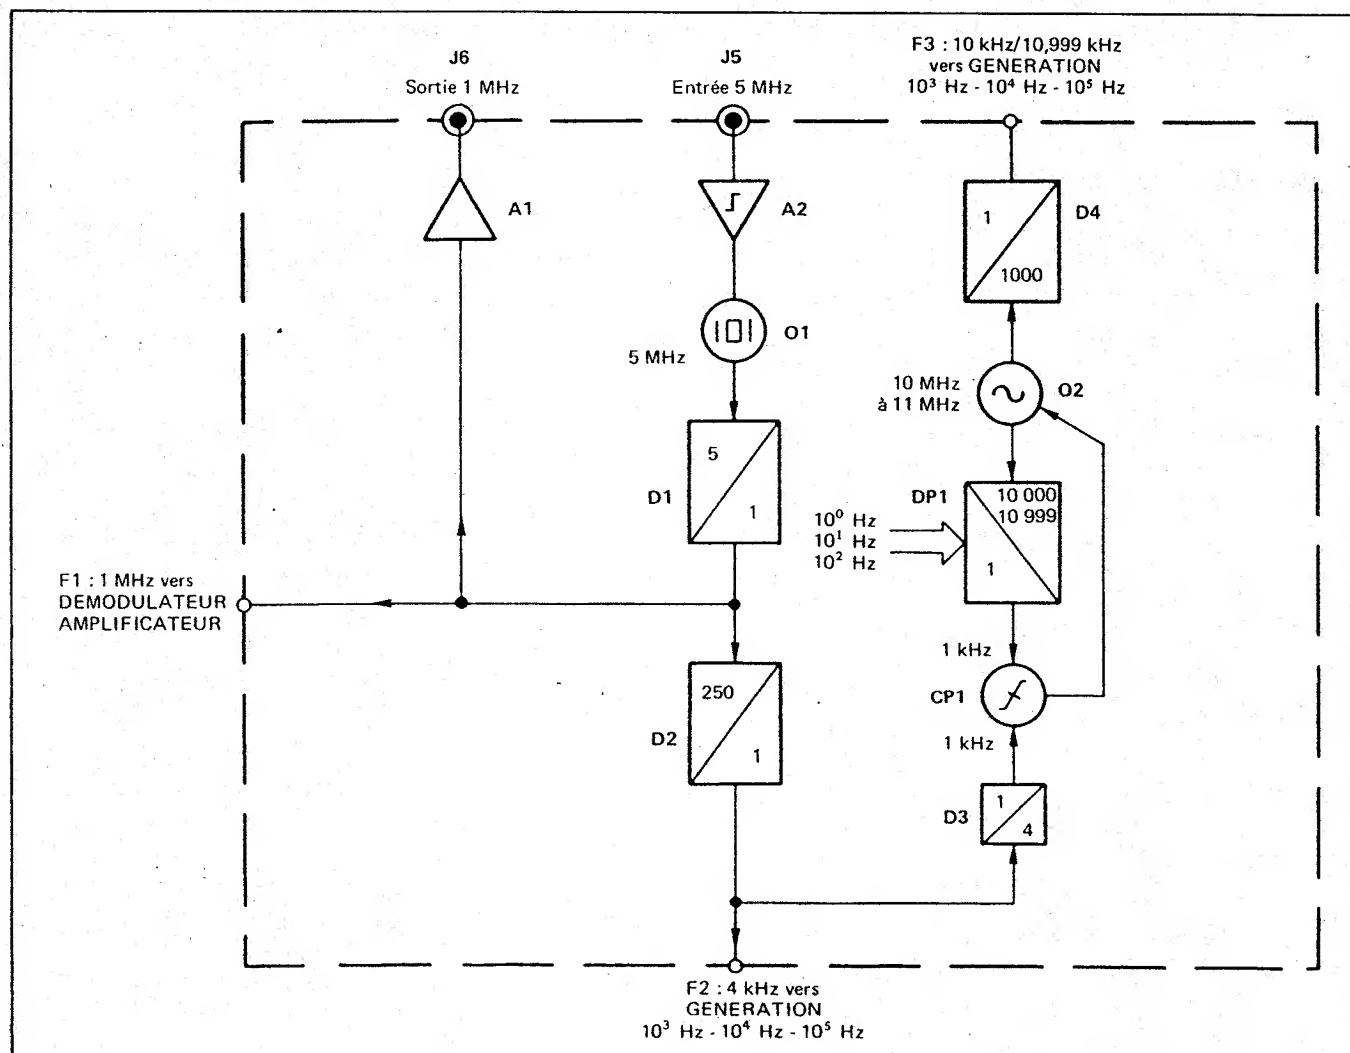 J6
Sortie 1 MHz
J5
Entrée 5 MHz
F3 : 10 kHz/10,999 kHz
vers GENERATION
10³ Hz - 10⁴ Hz - 10⁵ Hz
A1
A2
1
1000
D4
O1
5 MHz
10 MHz
à 11 MHz
O2
5
1
D1
DP1
10 000
10 999
1
10⁰ Hz
10¹ Hz
10² Hz
F1 : 1 MHz vers
DEMODULATEUR
AMPLIFICATEUR
1 kHz
CP1
1 kHz
250
1
D2
D3
1
4
F2 : 4 kHz vers
GENERATION
10³ Hz - 10⁴ Hz - 10⁵ Hz